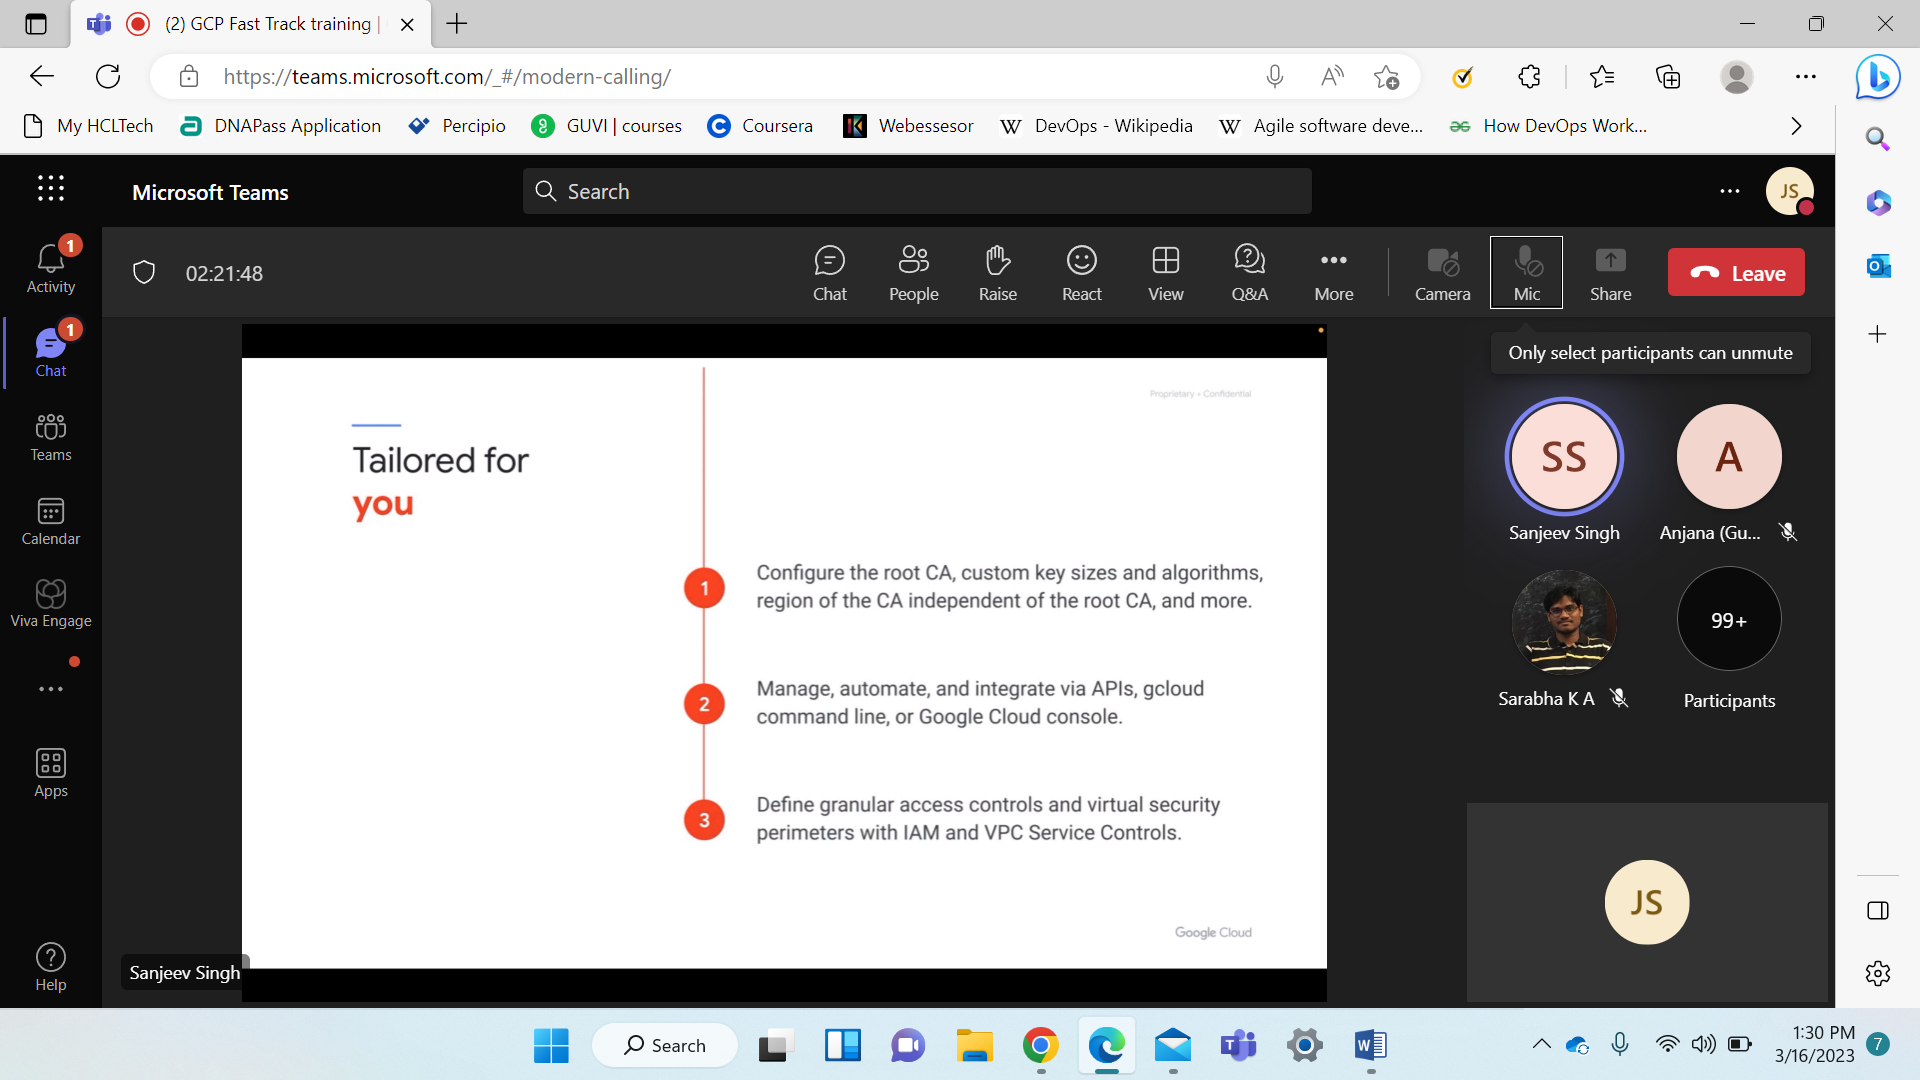 (2) GCP Fast Track training |
https://teams.microsoft.com/_#/modern-calling/
My HCLTech
DNAPass Application
Percipio
GUVI | courses
Coursera
Webessesor
DevOps - Wikipedia
Agile software deve...
How DevOps Work...
Microsoft Teams
Search
JS
1
Activity
02:21:48
Chat
People
Raise
React
View
Q&A
More
Camera
Mic
Share
Leave
Only select participants can unmute
1
Chat
Teams
Calendar
Viva Engage
Apps
Help
Proprietary + Confidential
Tailored for
you
1
Configure the root CA, custom key sizes and algorithms,
region of the CA independent of the root CA, and more.
2
Manage, automate, and integrate via APIs, gcloud
command line, or Google Cloud console.
3
Define granular access controls and virtual security
perimeters with IAM and VPC Service Controls.
Google Cloud
Sanjeev Singh
SS
Sanjeev Singh
A
Anjana (Gu...
Sarabha K A
99+
Participants
JS
Search
1:30 PM
3/16/2023
7